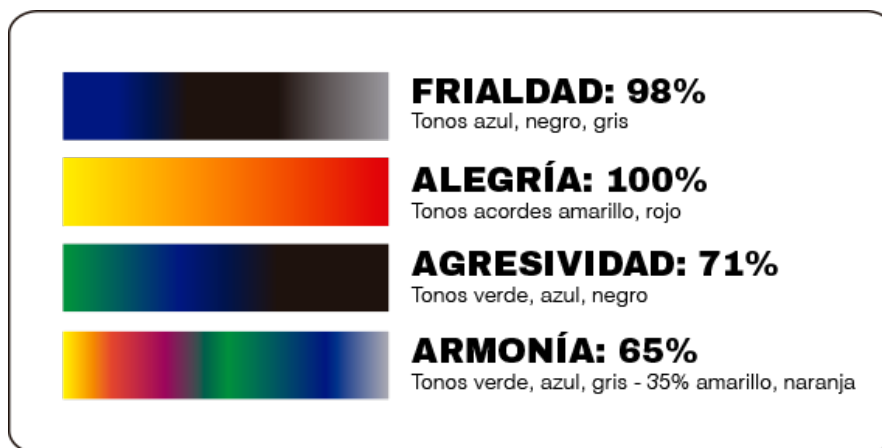 FRIALDAD: 98%
Tonos azul, negro, gris
ALEGRÍA: 100%
Tonos acordes amarillo, rojo
AGRESIVIDAD: 71%
Tonos verde, azul, negro
ARMONÍA: 65%
Tonos verde, azul, gris - 35% amarillo, naranja